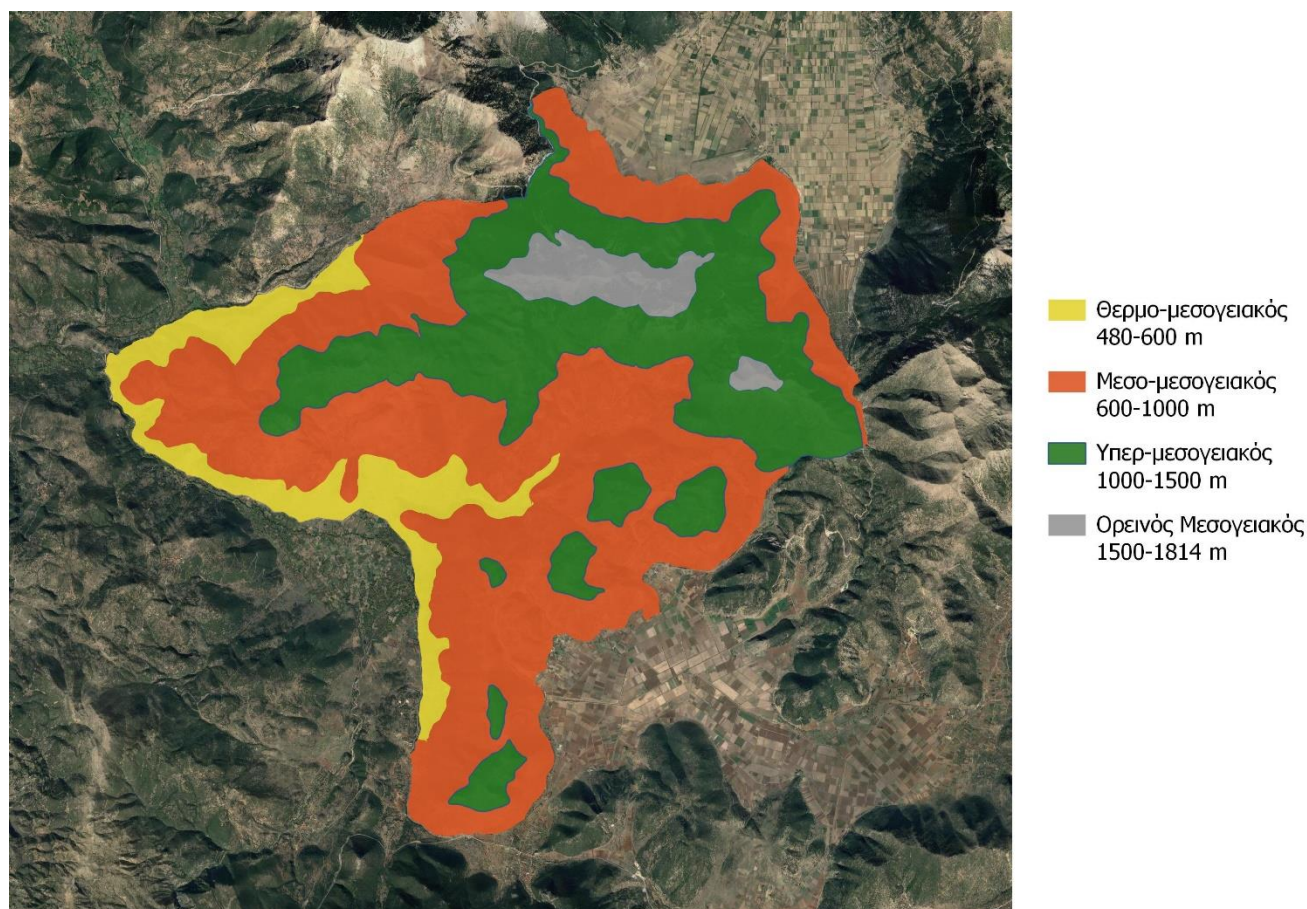 Θερμο-μεσογειακός
480-600 m
Μεσο-μεσογειακός
600-1000 m
Υπερ-μεσογειακός
1000-1500 m
Ορεινός Μεσογειακός
1500-1814 m